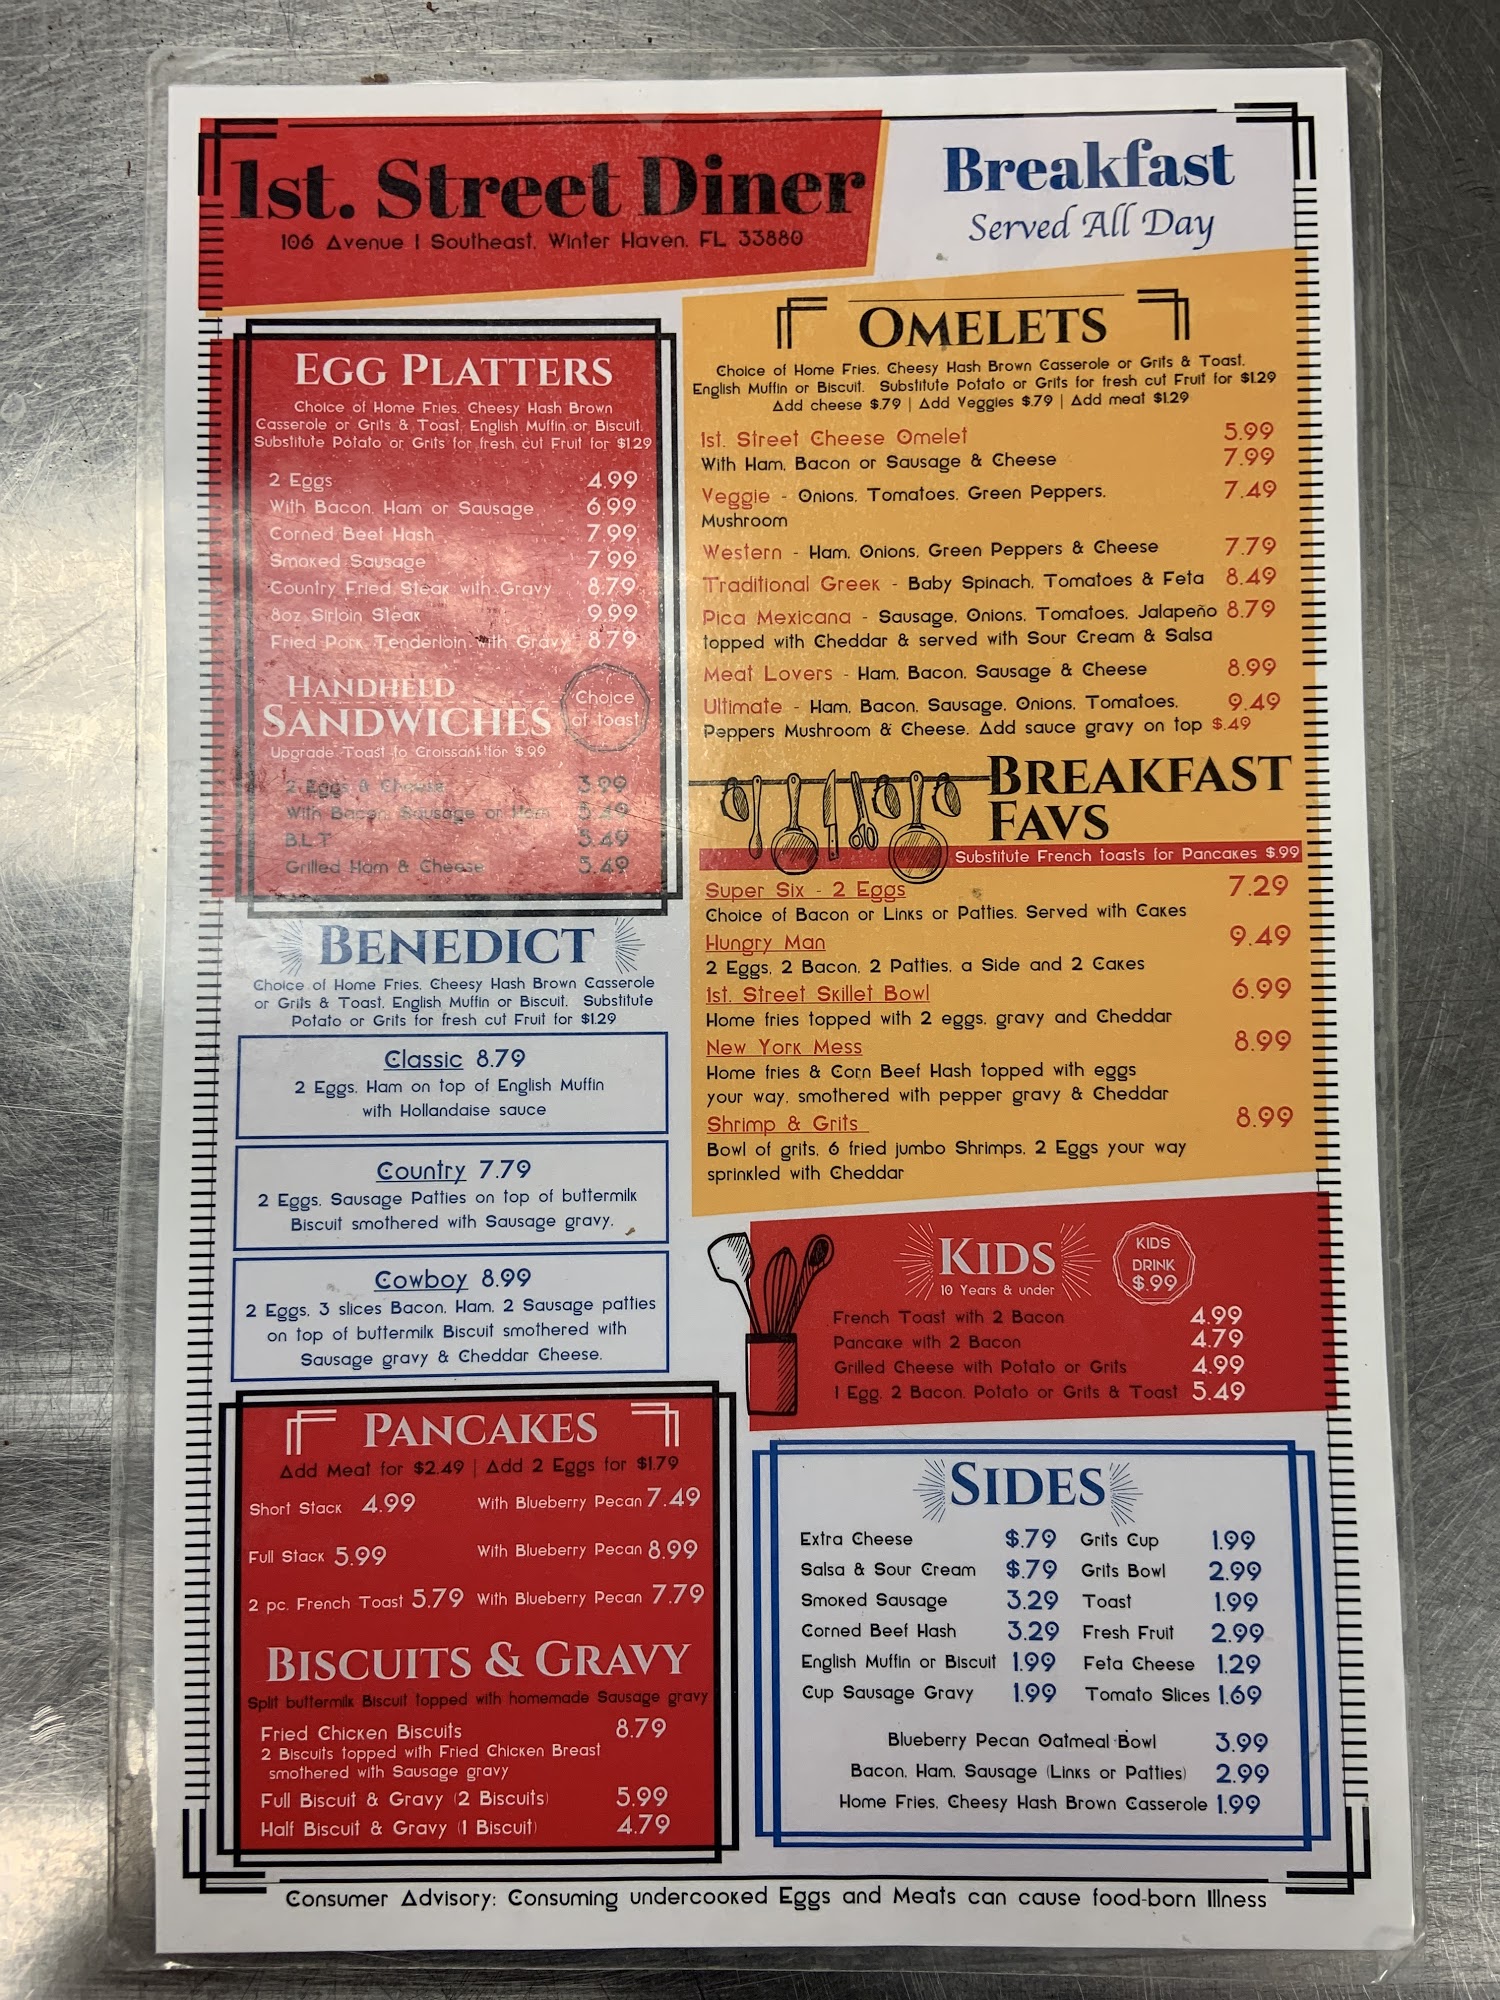 1st. Street Diner
106 Avenue I Southeast, Winter Haven, FL 33880
Breakfast
Served All Day
EGG PLATTERS
Choice of Home Fries, Cheesy Hash Brown
Casserole or Grits & Toast, English Muffin or Biscuit.
Substitute Potato or Grits for fresh cut Fruit for $1.29
2 Eggs 4.99
With Bacon, Ham or Sausage 6.99
Corned Beef Hash 7.99
Smoked Sausage 7.99
Country Fried Steak with Gravy 8.79
8oz Sirloin Steak 9.99
Fried Pork Tenderloin with Gravy 8.79
HANDHELD
SANDWICHES
Choice
of toast
Upgrade Toast to Croissant for $.99
2 Eggs & Cheese 3.99
With Bacon, Sausage or Ham 5.49
B.L.T 5.49
Grilled Ham & Cheese 5.49
BENEDICT
Choice of Home Fries, Cheesy Hash Brown Casserole
or Grits & Toast, English Muffin or Biscuit. Substitute
Potato or Grits for fresh cut Fruit for $1.29
Classic 8.79
2 Eggs, Ham on top of English Muffin
with Hollandaise sauce
Country 7.79
2 Eggs, Sausage Patties on top of buttermilk
Biscuit smothered with Sausage gravy.
Cowboy 8.99
2 Eggs, 3 slices Bacon, Ham, 2 Sausage patties
on top of buttermilk Biscuit smothered with
Sausage gravy & Cheddar Cheese.
PANCAKES
Add Meat for $2.49 | Add 2 Eggs for $1.79
Short Stack 4.99 With Blueberry Pecan 7.49
Full Stack 5.99 With Blueberry Pecan 8.99
2 pc. French Toast 5.79 With Blueberry Pecan 7.79
BISCUITS & GRAVY
Split buttermilk Biscuit topped with homemade Sausage gravy
Fried Chicken Biscuits 8.79
2 Biscuits topped with Fried Chicken Breast
smothered with Sausage gravy
Full Biscuit & Gravy (2 Biscuits) 5.99
Half Biscuit & Gravy (1 Biscuit) 4.79
OMELETS
Choice of Home Fries, Cheesy Hash Brown Casserole or Grits & Toast,
English Muffin or Biscuit. Substitute Potato or Grits for fresh cut Fruit for $1.29
Add cheese $.79 | Add Veggies $.79 | Add meat $1.29
1st. Street Cheese Omelet 5.99
With Ham, Bacon or Sausage & Cheese 7.99
Veggie - Onions, Tomatoes, Green Peppers, 7.49
Mushroom
Western - Ham, Onions, Green Peppers & Cheese 7.79
Traditional Greek - Baby Spinach, Tomatoes & Feta 8.49
Pica Mexicana - Sausage, Onions, Tomatoes, Jalapeño 8.79
topped with Cheddar & served with Sour Cream & Salsa
Meat Lovers - Ham, Bacon, Sausage & Cheese 8.99
Ultimate - Ham, Bacon, Sausage, Onions, Tomatoes, 9.49
Peppers Mushroom & Cheese. Add sauce gravy on top $.49
BREAKFAST
FAVS
Substitute French toasts for Pancakes $.99
Super Six - 2 Eggs 7.29
Choice of Bacon or Links or Patties. Served with Cakes
Hungry Man 9.49
2 Eggs, 2 Bacon, 2 Patties, a Side and 2 Cakes
1st. Street Skillet Bowl 6.99
Home fries topped with 2 eggs, gravy and Cheddar
New York Mess 8.99
Home fries & Corn Beef Hash topped with eggs
your way, smothered with pepper gravy & Cheddar
Shrimp & Grits 8.99
Bowl of grits, 6 fried jumbo Shrimps, 2 Eggs your way
sprinkled with Cheddar
KIDS
10 Years & under
KIDS
DRINK
$.99
French Toast with 2 Bacon 4.99
Pancake with 2 Bacon 4.79
Grilled Cheese with Potato or Grits 4.99
1 Egg, 2 Bacon, Potato or Grits & Toast 5.49
SIDES
Extra Cheese $.79 Grits Cup 1.99
Salsa & Sour Cream $.79 Grits Bowl 2.99
Smoked Sausage 3.29 Toast 1.99
Corned Beef Hash 3.29 Fresh Fruit 2.99
English Muffin or Biscuit 1.99 Feta Cheese 1.29
Cup Sausage Gravy 1.99 Tomato Slices 1.69
Blueberry Pecan Oatmeal Bowl 3.99
Bacon, Ham, Sausage (Links or Patties) 2.99
Home Fries, Cheesy Hash Brown Casserole 1.99
Consumer Advisory: Consuming undercooked Eggs and Meats can cause food-born Illness